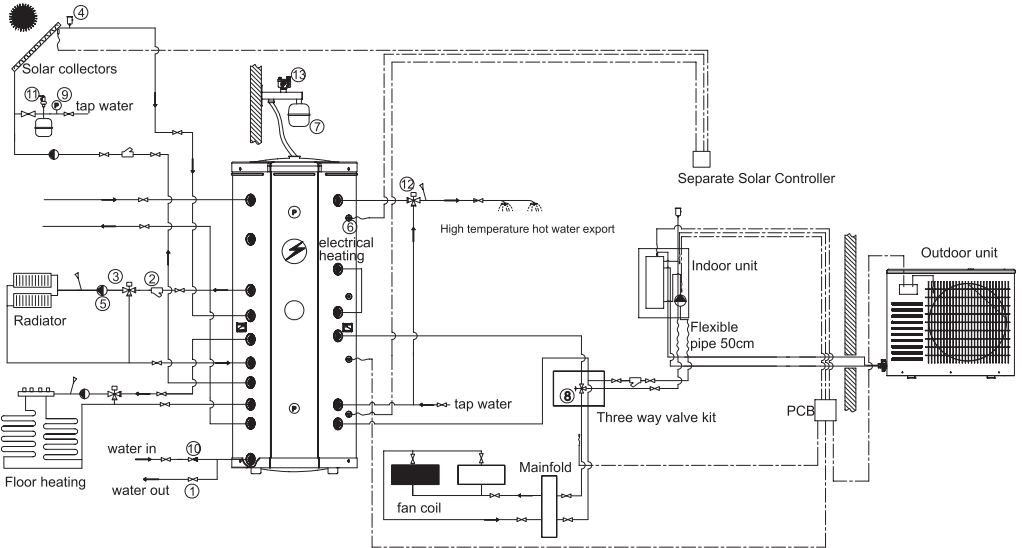 4
Solar collectors
11
9
P
tap water
13
7
Separate Solar Controller
12
P
6
High temperature hot water export
electrical
heating
Indoor unit
Outdoor unit
3
2
5
Radiator
Flexible
pipe 50cm
8
P
tap water
Three way valve kit
PCB
water in
10
Floor heating
water out
1
Mainfold
fan coil